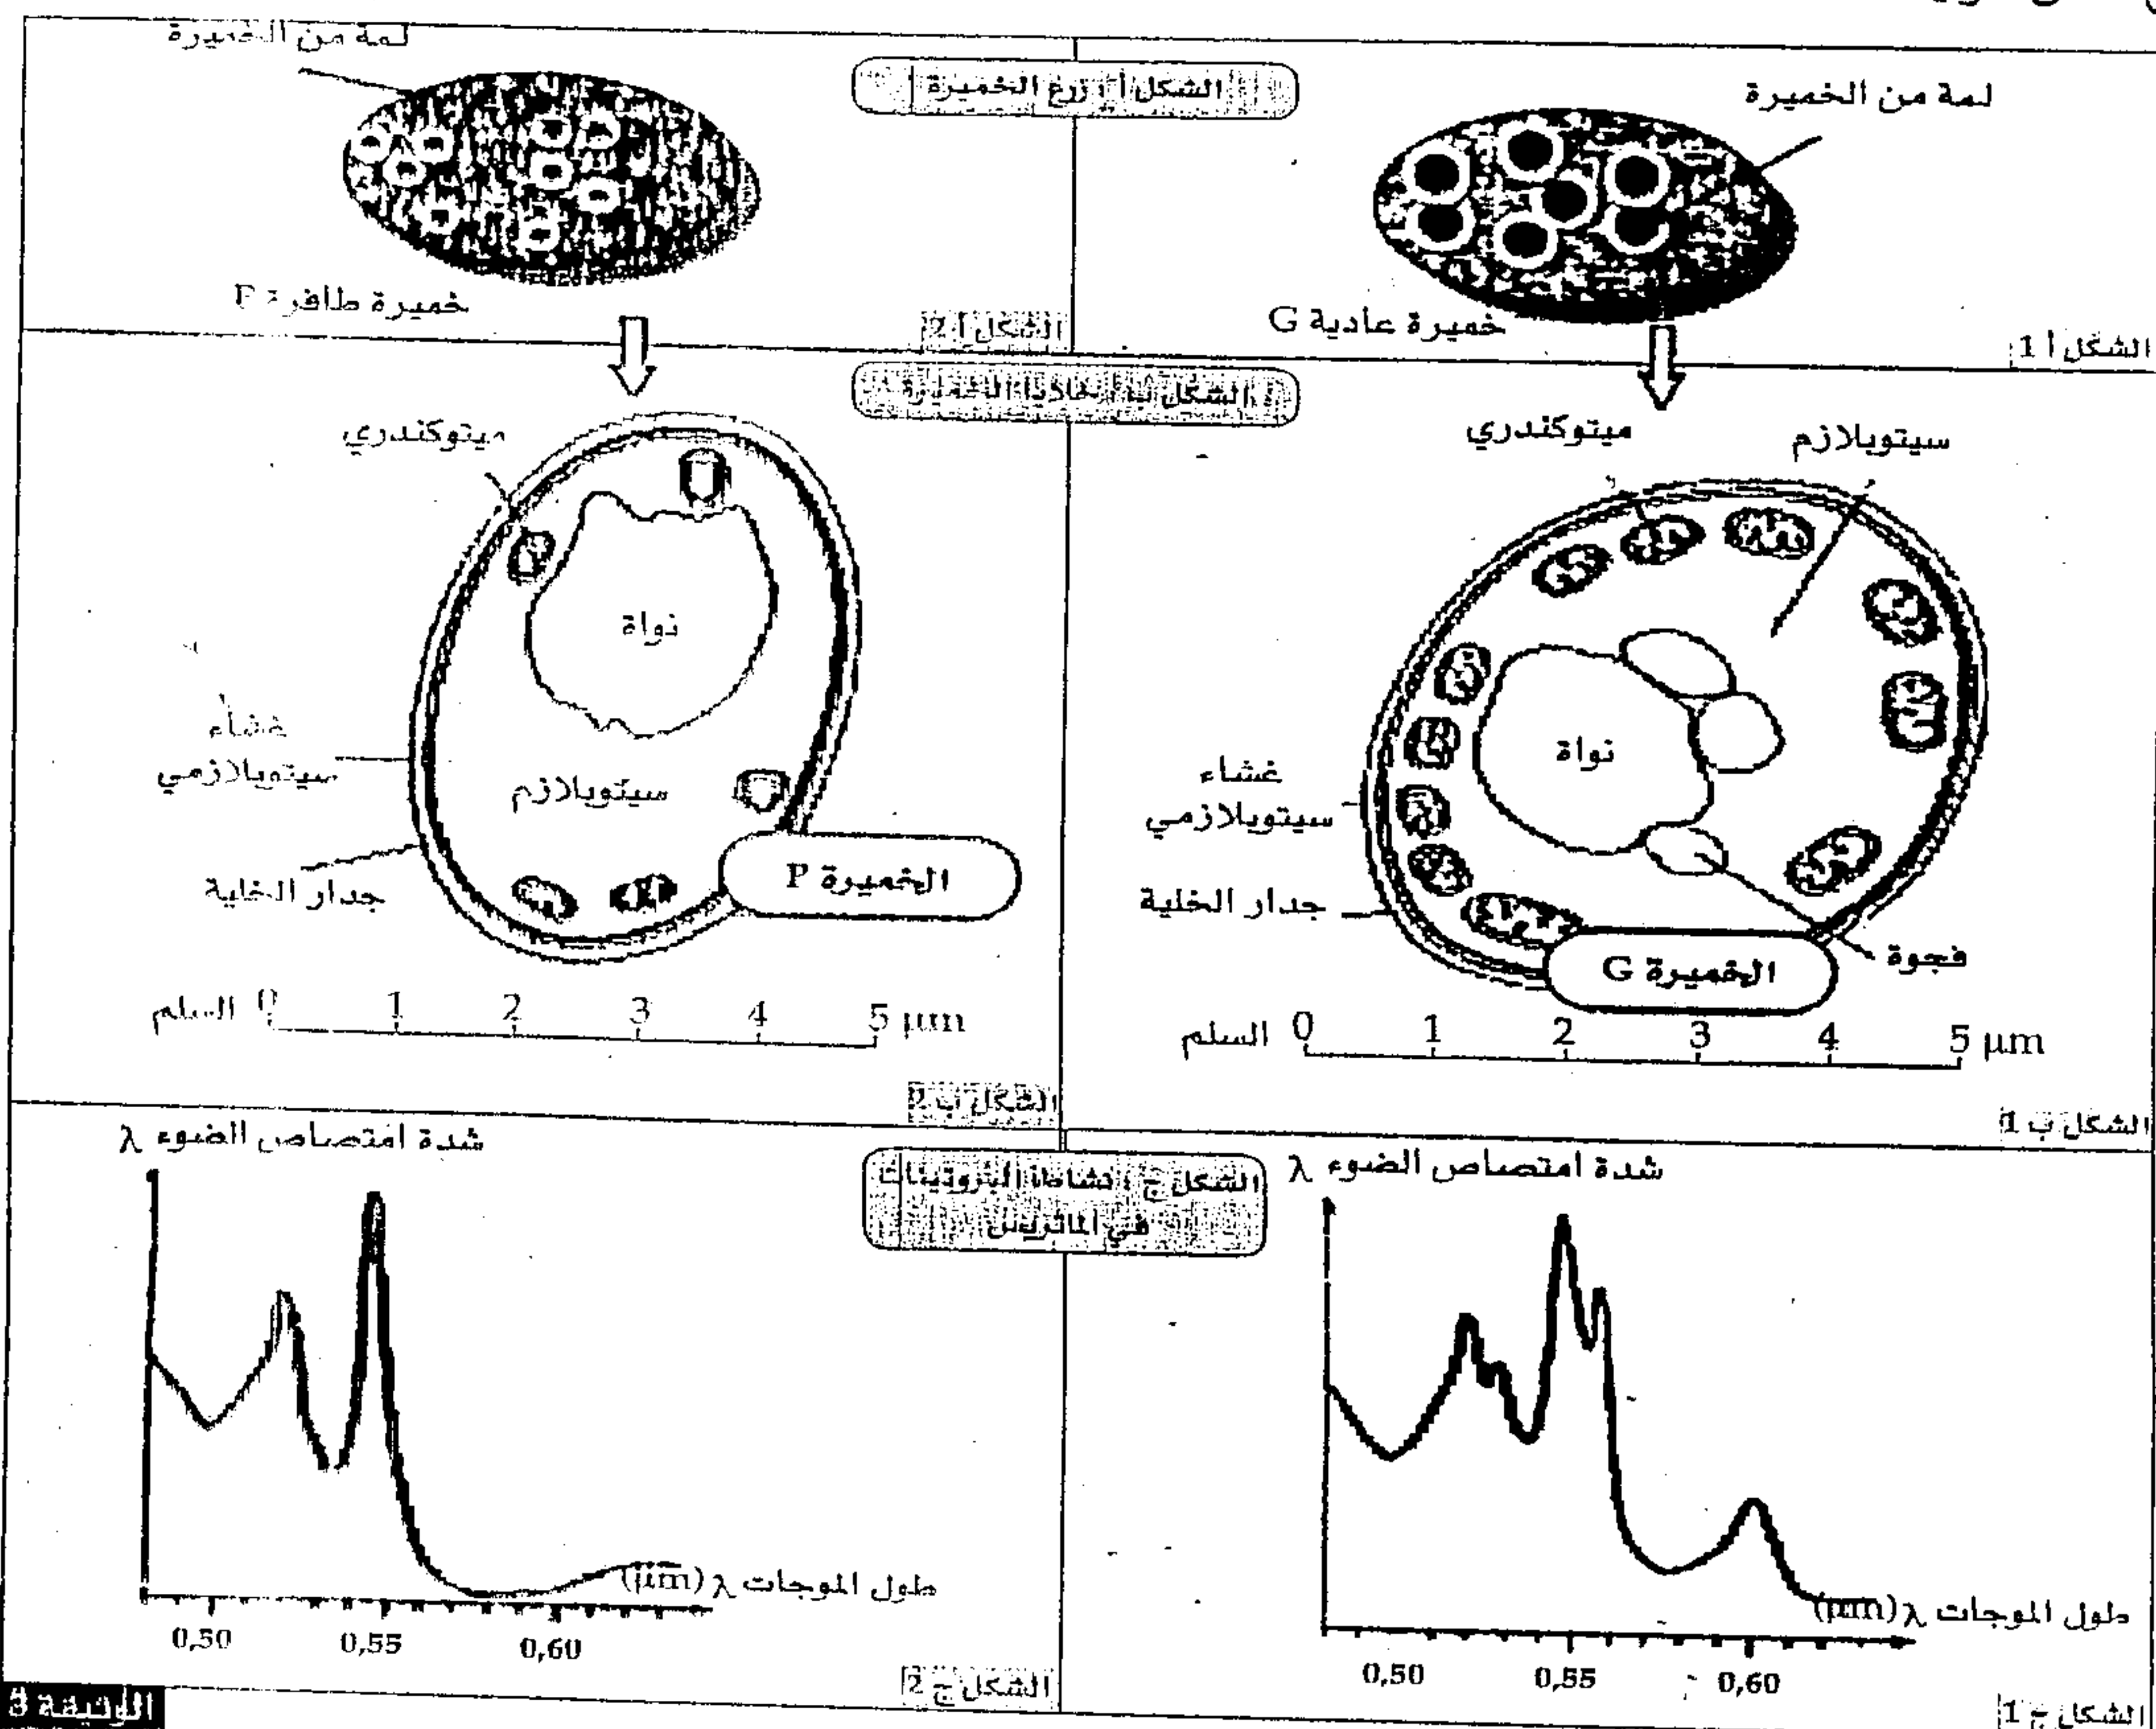 الشكل أ : زرع الخميرة
لمة من الخميرة
خميرة عادية G
الشكل أ 1
لمة من الخميرة
خميرة طافرة P
الشكل أ 2
الشكل ب : خلايا الخميرة
ميتوكندري
سيتوبلازم
نواة
غشاء
سيتوبلازمي
جدار الخلية
فجوة
الخميرة G
السلم 0 1 2 3 4 5 µm
الشكل ب 1
ميتوكندري
نواة
غشاء
سيتوبلازمي
سيتوبلازم
جدار الخلية
الخميرة P
السلم 0 1 2 3 4 5 µm
الشكل ب 2
الشكل ج : نشاط البروتينات
في الماتريس
شدة امتصاص الضوء λ
طول الموجات λ (µm)
0,50 0,55 0,60
الشكل ج 1
شدة امتصاص الضوء λ
طول الموجات λ (µm)
0,50 0,55 0,60
الشكل ج 2
الوثيقة 3